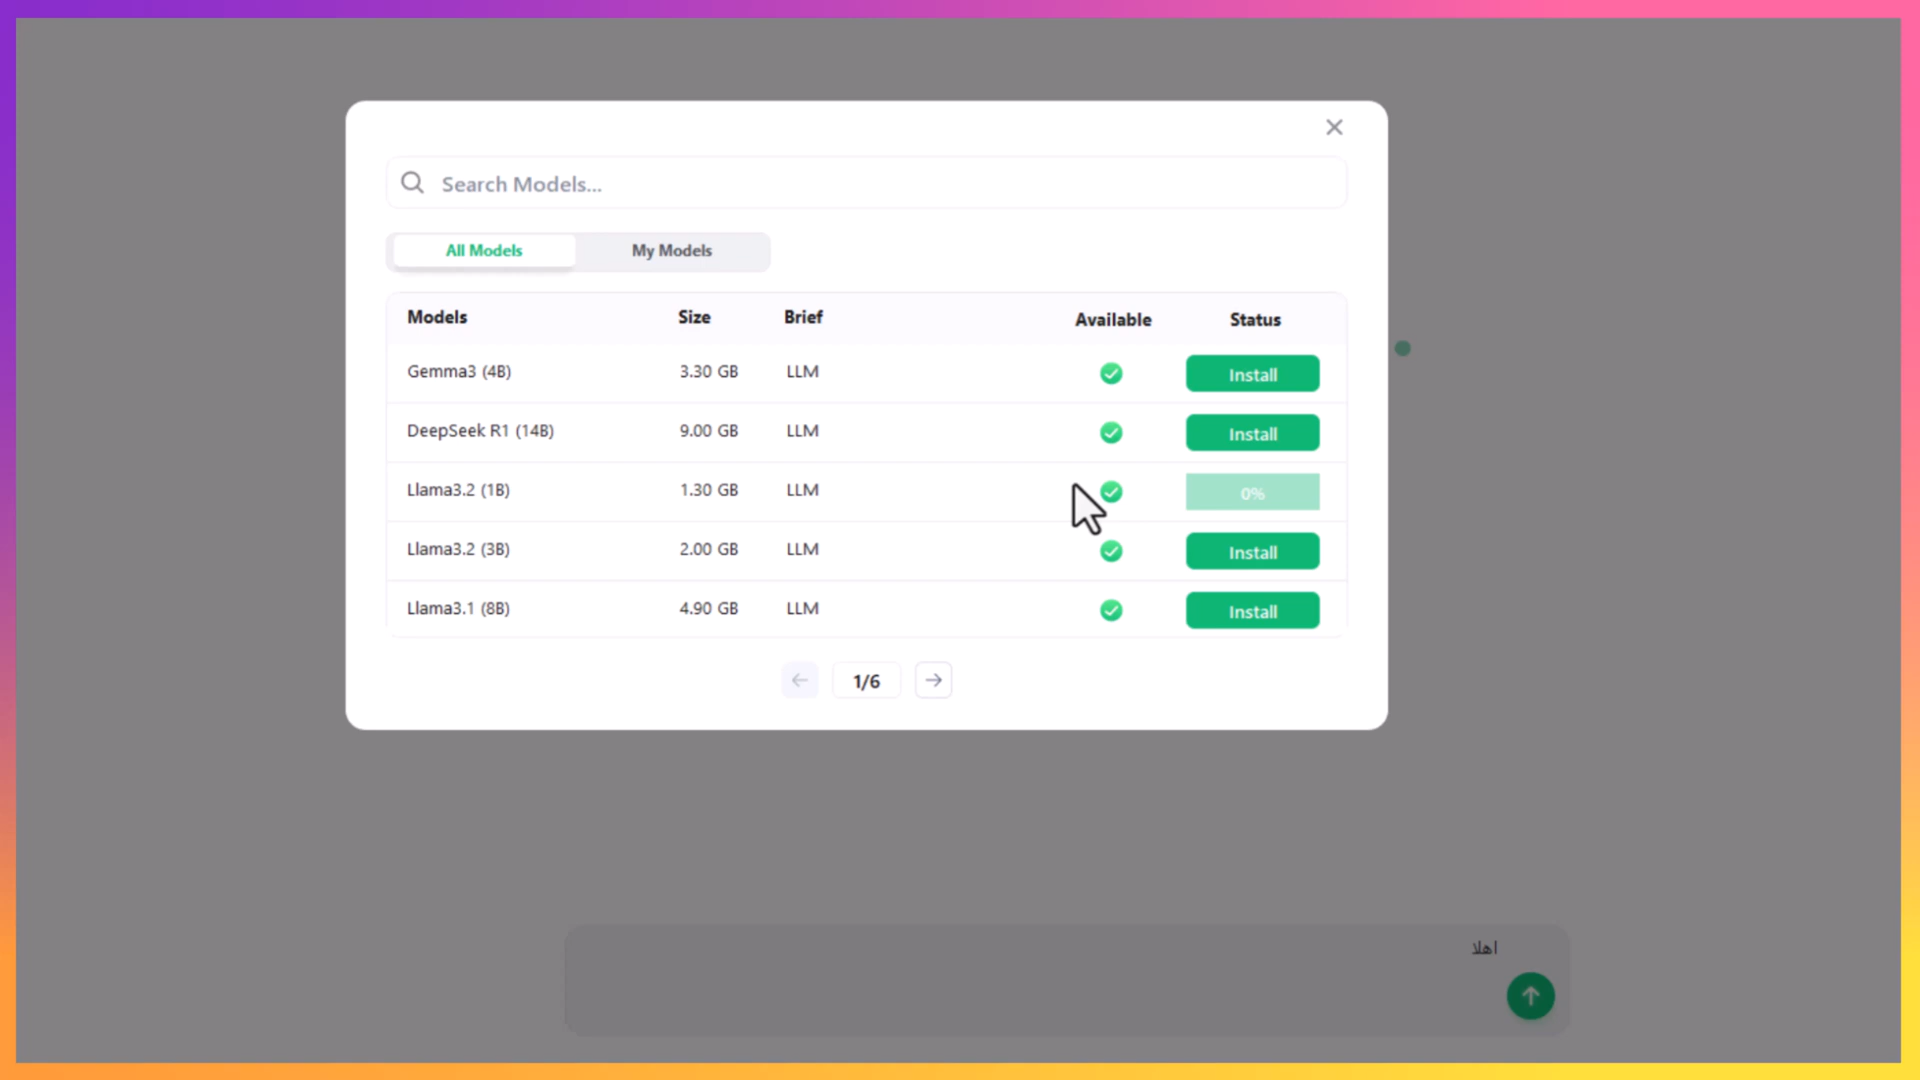 Search Models...
All Models My Models
Models Size Brief Available Status
Gemma3 (4B) 3.30 GB LLM Install
DeepSeek R1 (14B) 9.00 GB LLM Install
Llama3.2 (1B) 1.30 GB LLM 0%
Llama3.2 (3B) 2.00 GB LLM Install
Llama3.1 (8B) 4.90 GB LLM Install
1/6
اهلا